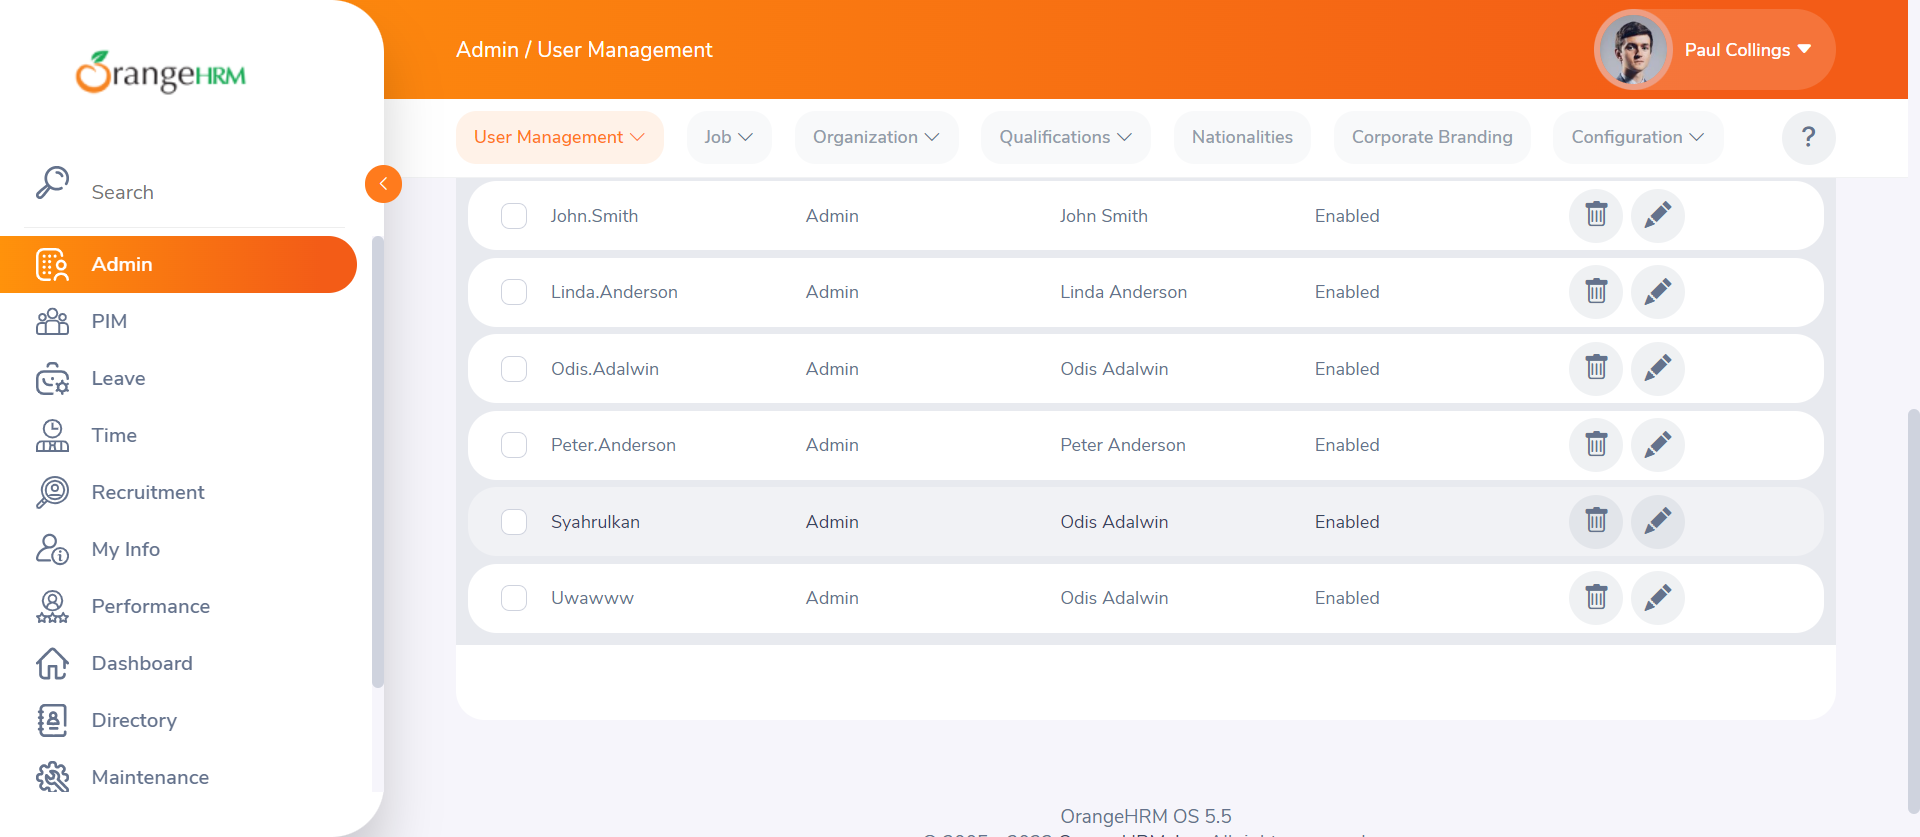 OrangeHRM
Search
Admin
PIM
Leave
Time
Recruitment
My Info
Performance
Dashboard
Directory
Maintenance
Admin / User Management
Paul Collings
User Management
Job
Organization
Qualifications
Nationalities
Corporate Branding
Configuration
?
John.Smith Admin John Smith Enabled
Linda.Anderson Admin Linda Anderson Enabled
Odis.Adalwin Admin Odis Adalwin Enabled
Peter.Anderson Admin Peter Anderson Enabled
Syahrulkan Admin Odis Adalwin Enabled
Uwawww Admin Odis Adalwin Enabled
OrangeHRM OS 5.5